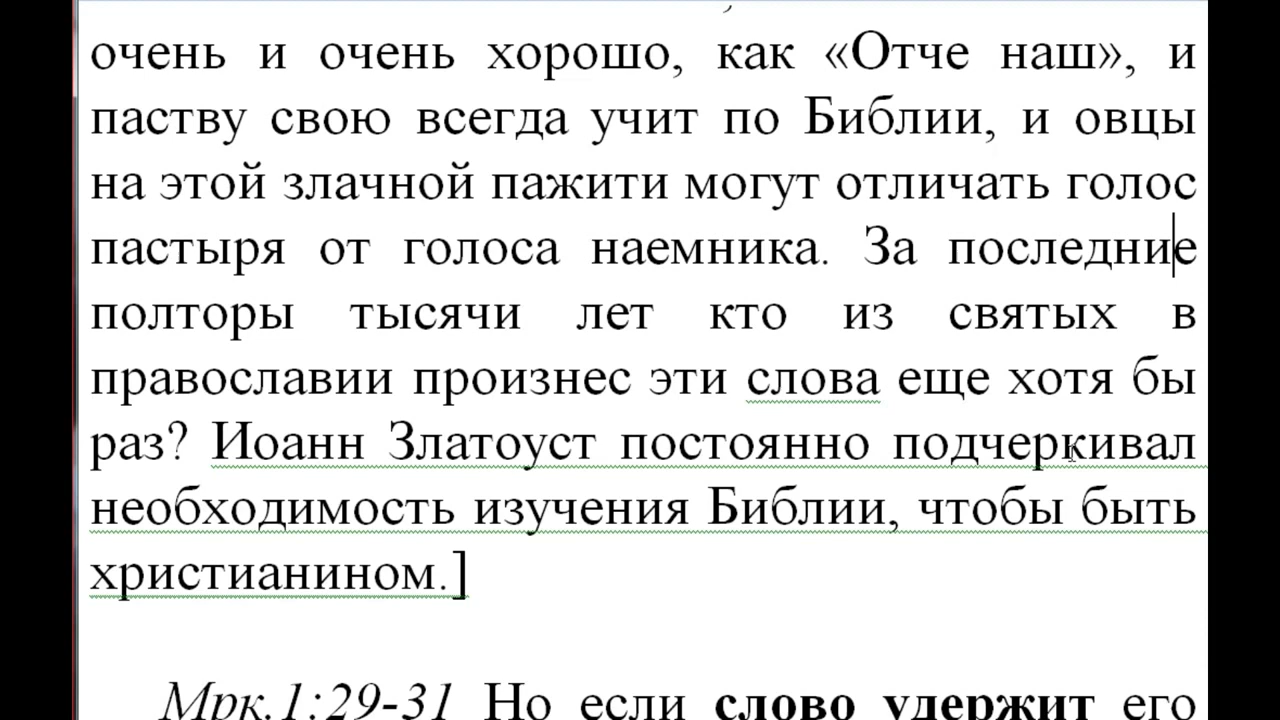 очень и очень хорошо, как «Отче наш», и
паству свою всегда учит по Библии, и овцы
на этой злачной пажити могут отличать голос
пастыря от голоса наемника. За последние
полторы тысячи лет кто из святых в
православии произнес эти слова еще хотя бы
раз? Иоанн Златоуст постоянно подчеркивал
необходимость изучения Библии, чтобы быть
христианином.]
Мрк.1:29-31 Но если слово удержит его